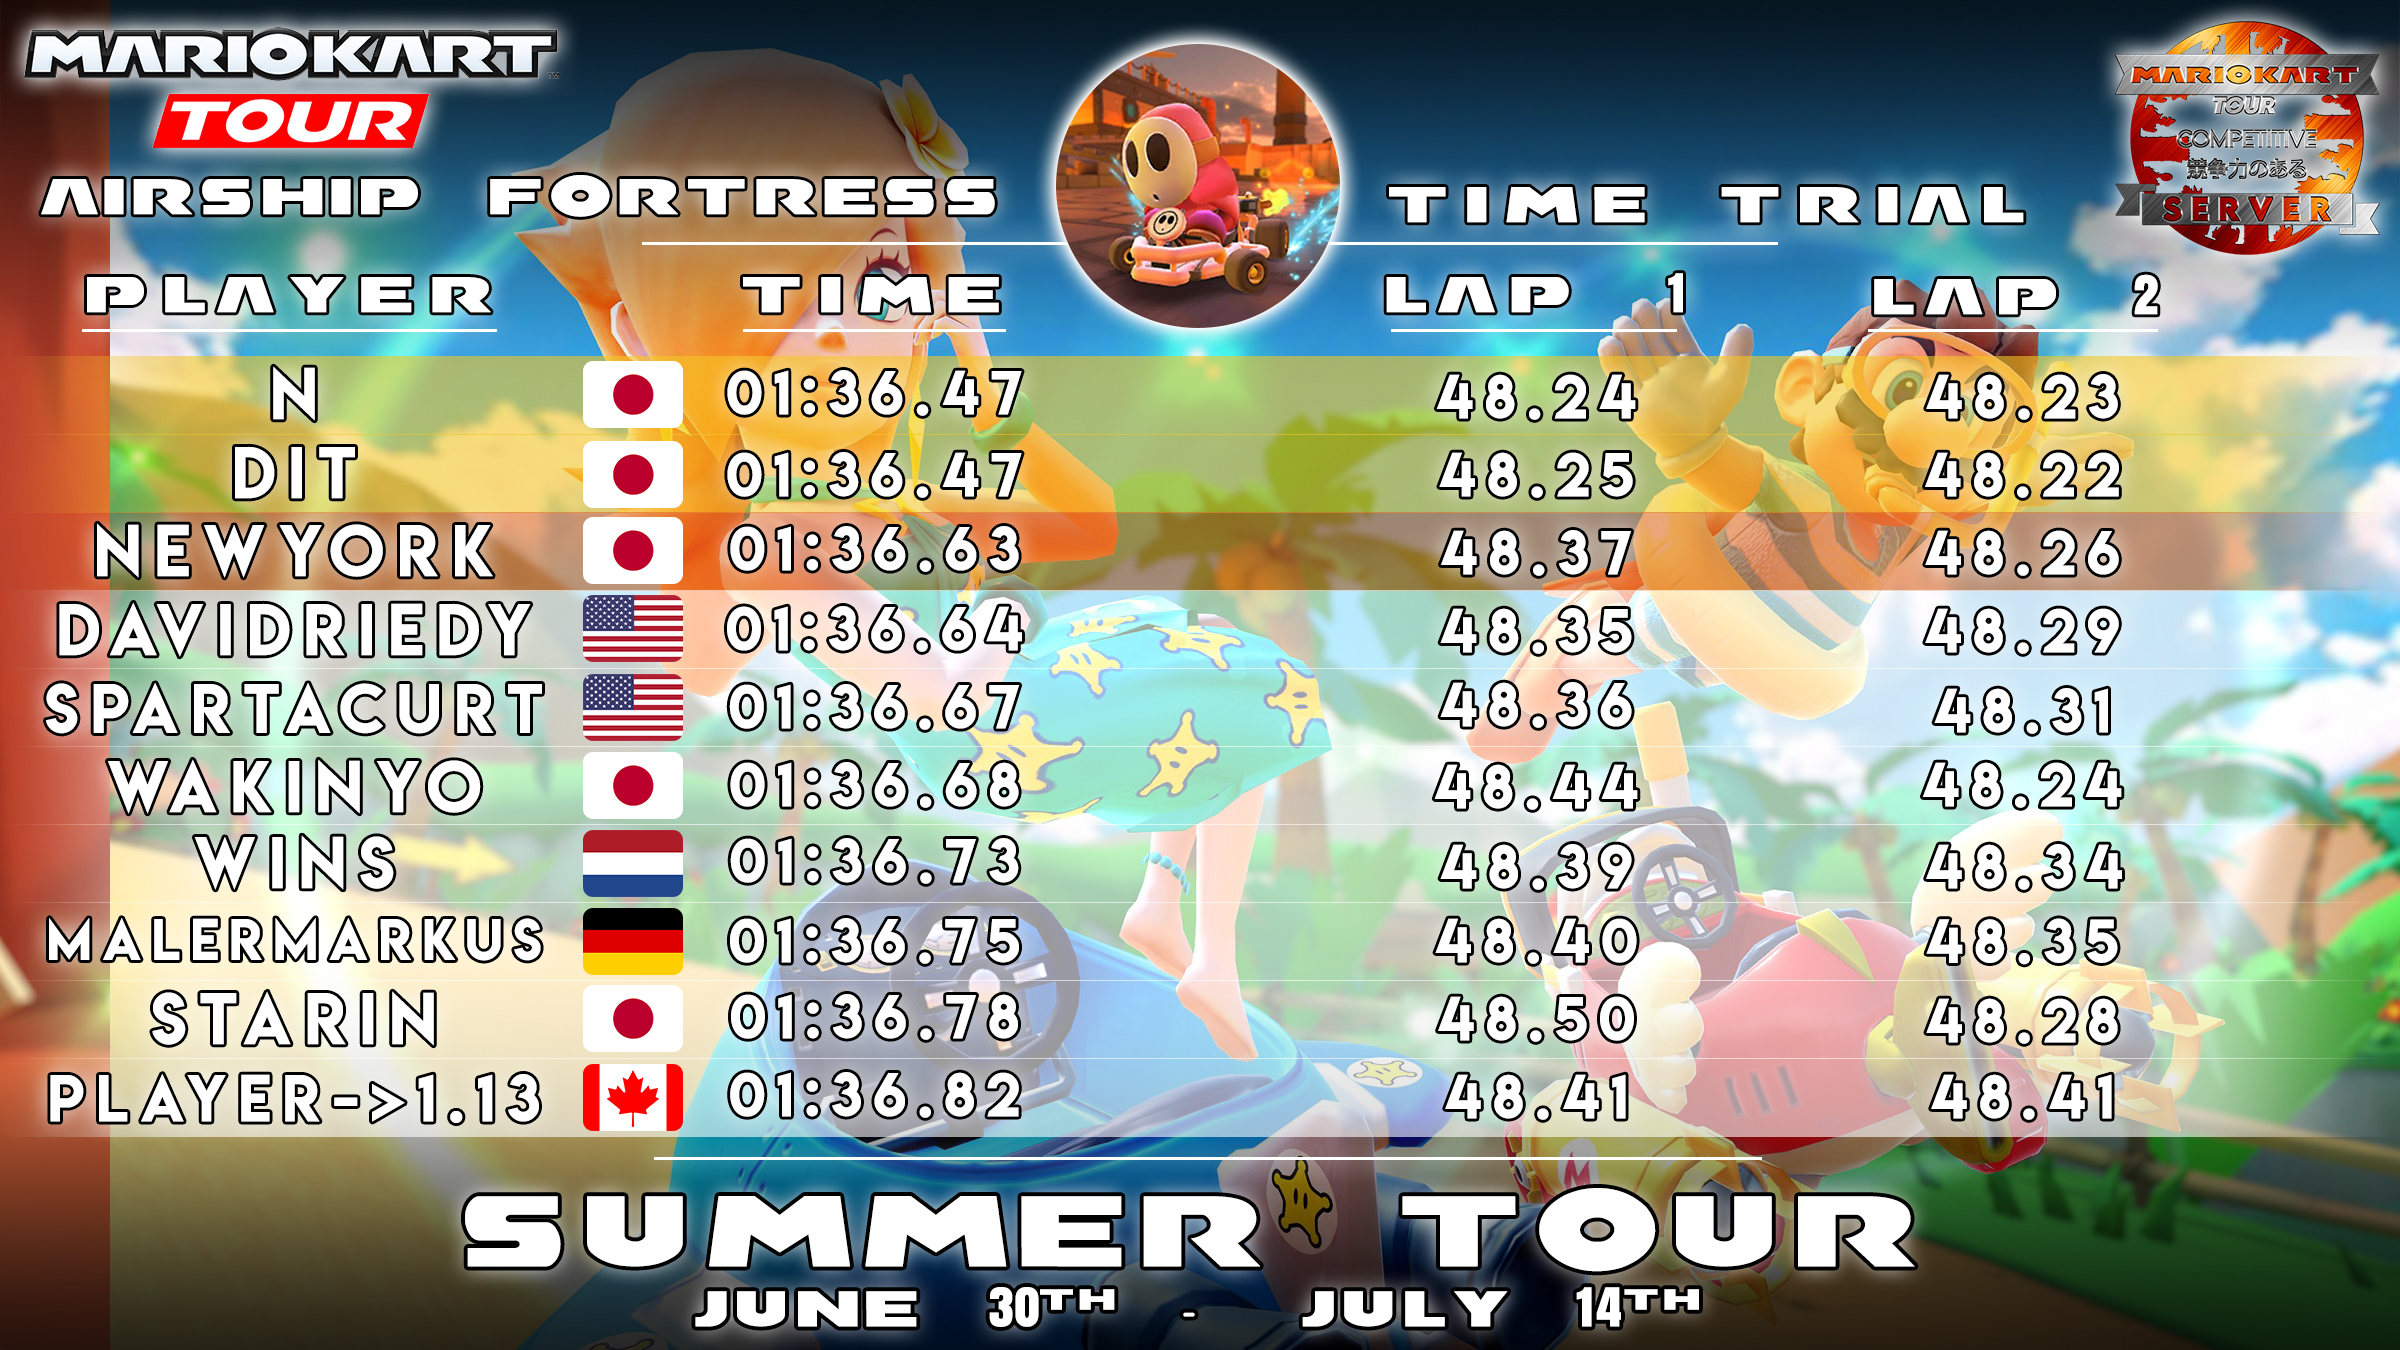 MARIOKART
TOUR
MARIOKART
TOUR
COMPETITIVE
競争力のある
SERVER
AIRSHIP FORTRESS TIME TRIAL
PLAYER TIME LAP 1 LAP 2
N 01:36.47 48.24 48.23
DIT 01:36.47 48.25 48.22
NEWYORK 01:36.63 48.37 48.26
DAVIDRIEDY 01:36.64 48.35 48.29
SPARTACURT 01:36.67 48.36 48.31
WAKINYO 01:36.68 48.44 48.24
WINS 01:36.73 48.39 48.34
MALERMARKUS 01:36.75 48.40 48.35
STARIN 01:36.78 48.50 48.28
PLAYER->1.13 01:36.82 48.41 48.41
SUMMER TOUR
JUNE 30TH - JULY 14TH